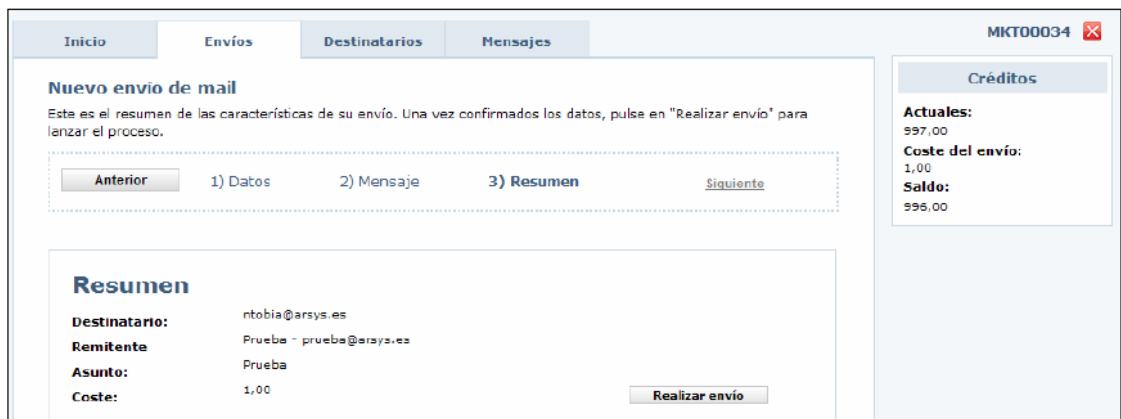 Inicio Envíos Destinatarios Mensajes
MKT00034
Nuevo envío de mail
Este es el resumen de las características de su envío. Una vez confirmados los datos, pulse en "Realizar envío" para
lanzar el proceso.
Anterior 1) Datos 2) Mensaje 3) Resumen Siguiente
Créditos
Actuales:
997,00
Coste del envío:
1,00
Saldo:
996,00
Resumen
Destinatario: ntobia@arsys.es
Remitente Prueba - prueba@arsys.es
Asunto: Prueba
Coste: 1,00
Realizar envío